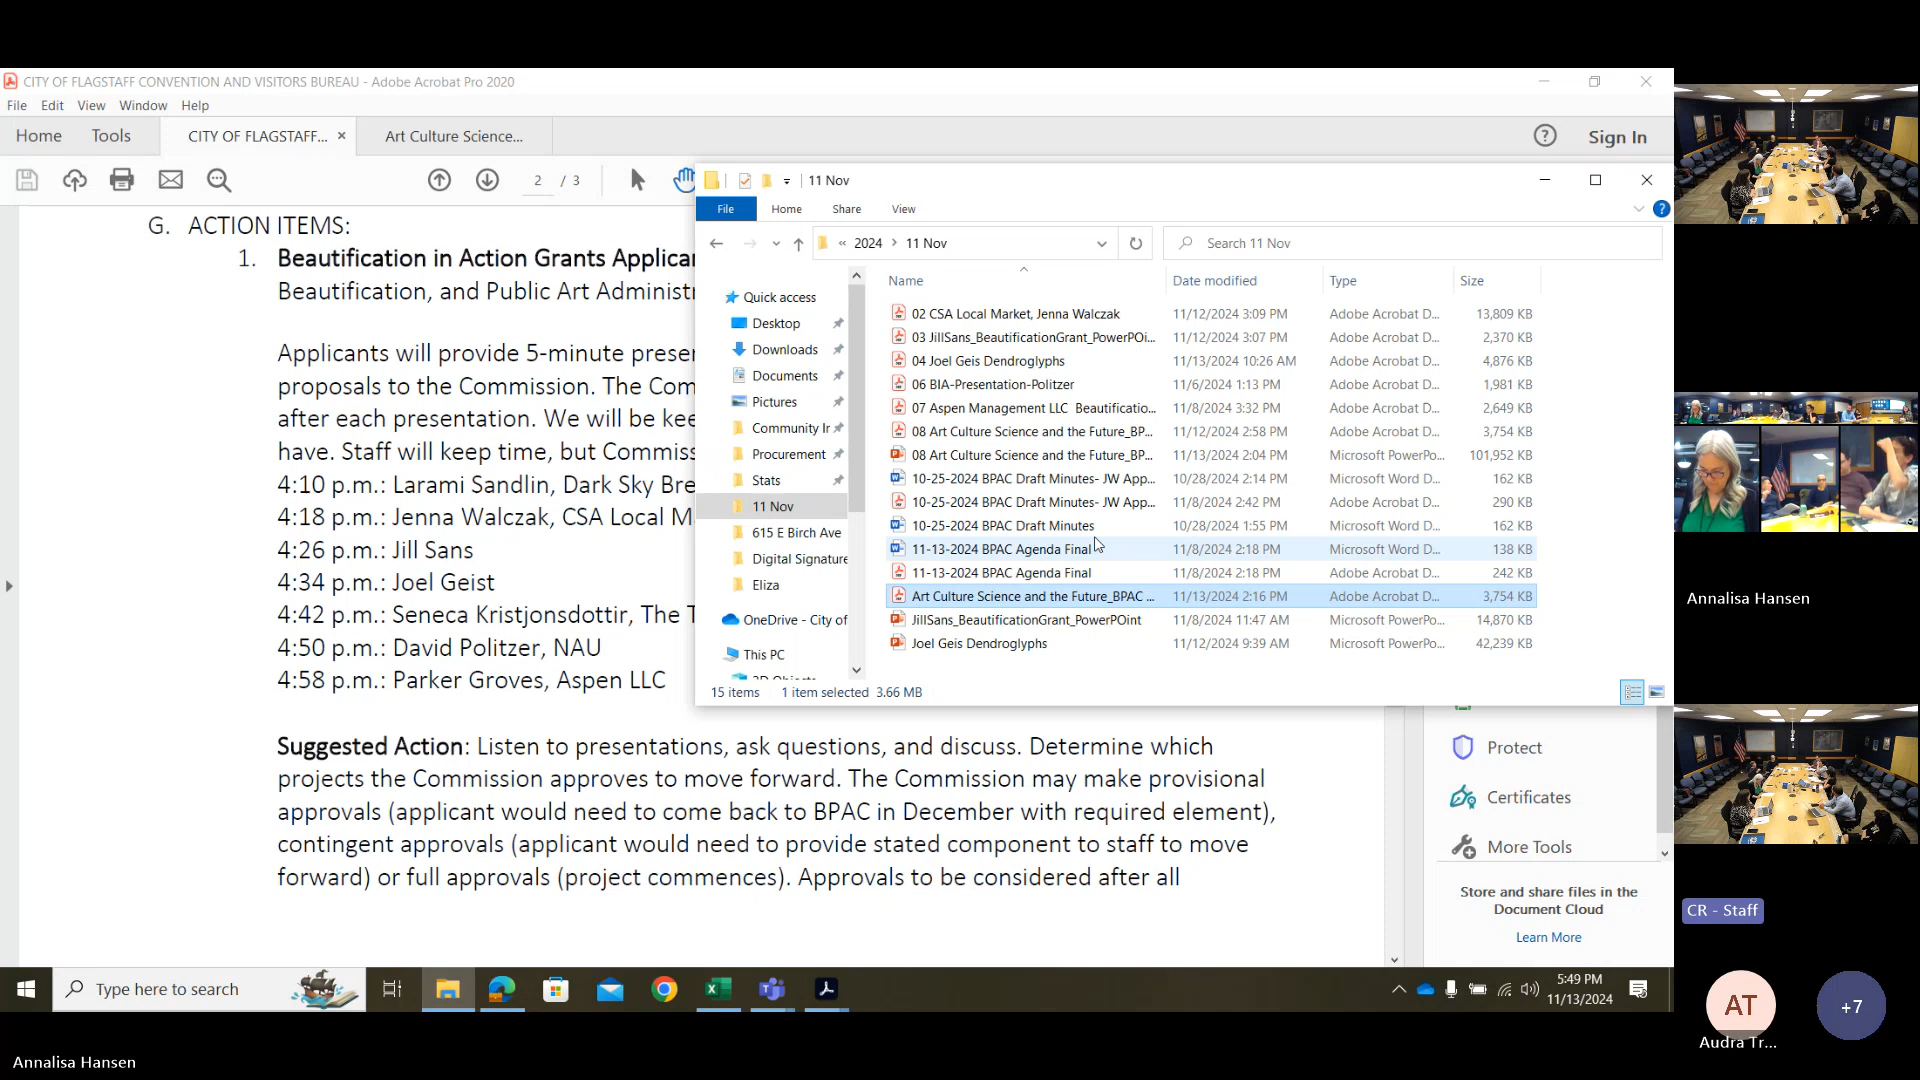 CITY OF FLAGSTAFF CONVENTION AND VISITORS BUREAU - Adobe Acrobat Pro 2020
File Edit View Window Help
Home Tools CITY OF FLAGSTAFF... × Art Culture Science... Sign In
2 / 3
G. ACTION ITEMS:
1. Beautification in Action Grants Applicar
Beautification, and Public Art Administr
Applicants will provide 5-minute prese
proposals to the Commission. The Com
after each presentation. We will be kee
have. Staff will keep time, but Commiss
4:10 p.m.: Larami Sandlin, Dark Sky Bre
4:18 p.m.: Jenna Walczak, CSA Local M
4:26 p.m.: Jill Sans
4:34 p.m.: Joel Geist
4:42 p.m.: Seneca Kristjonsdottir, The T
4:50 p.m.: David Politzer, NAU
4:58 p.m.: Parker Groves, Aspen LLC
Suggested Action: Listen to presentations, ask questions, and discuss. Determine which
projects the Commission approves to move forward. The Commission may make provisional
approvals (applicant would need to come back to BPAC in December with required element),
contingent approvals (applicant would need to provide stated component to staff to move
forward) or full approvals (project commences). Approvals to be considered after all
11 Nov
File Home Share View
« 2024 > 11 Nov
Search 11 Nov
Quick access
Desktop
Downloads
Documents
Pictures
Community Ir
Procurement
Stats
11 Nov
615 E Birch Ave
Digital Signature
Eliza
OneDrive - City of
This PC
Name Date modified Type Size
02 CSA Local Market, Jenna Walczak 11/12/2024 3:09 PM Adobe Acrobat D... 13,809 KB
03 JillSans_BeautificationGrant_PowerPOi... 11/12/2024 3:07 PM Adobe Acrobat D... 2,370 KB
04 Joel Geis Dendroglyphs 11/13/2024 10:26 AM Adobe Acrobat D... 4,876 KB
06 BIA-Presentation-Politzer 11/6/2024 1:13 PM Adobe Acrobat D... 1,981 KB
07 Aspen Management LLC Beautificatio... 11/8/2024 3:32 PM Adobe Acrobat D... 2,649 KB
08 Art Culture Science and the Future_BP... 11/12/2024 2:58 PM Adobe Acrobat D... 3,754 KB
08 Art Culture Science and the Future_BP... 11/13/2024 2:04 PM Microsoft PowerPo... 101,952 KB
10-25-2024 BPAC Draft Minutes- JW App... 10/28/2024 2:14 PM Microsoft Word D... 162 KB
10-25-2024 BPAC Draft Minutes- JW App... 11/8/2024 2:42 PM Adobe Acrobat D... 290 KB
10-25-2024 BPAC Draft Minutes 10/28/2024 1:55 PM Microsoft Word D... 162 KB
11-13-2024 BPAC Agenda Final 11/8/2024 2:18 PM Microsoft Word D... 138 KB
11-13-2024 BPAC Agenda Final 11/8/2024 2:18 PM Adobe Acrobat D... 242 KB
Art Culture Science and the Future_BPAC ... 11/13/2024 2:16 PM Adobe Acrobat D... 3,754 KB
JillSans_BeautificationGrant_PowerPOint 11/8/2024 11:47 AM Microsoft PowerPo... 14,870 KB
Joel Geis Dendroglyphs 11/12/2024 9:39 AM Microsoft PowerPo... 42,239 KB
15 items 1 item selected 3.66 MB
Protect
Certificates
More Tools
Store and share files in the
Document Cloud
Learn More
Type here to search
5:49 PM
11/13/2024
Annalisa Hansen
CR - Staff
AT
Audra Tr...
+7
Annalisa Hansen